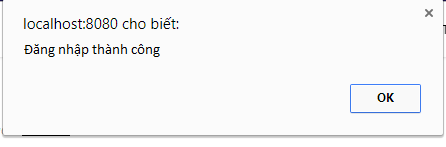 localhost:8080 cho biết:
Đăng nhập thành công
OK